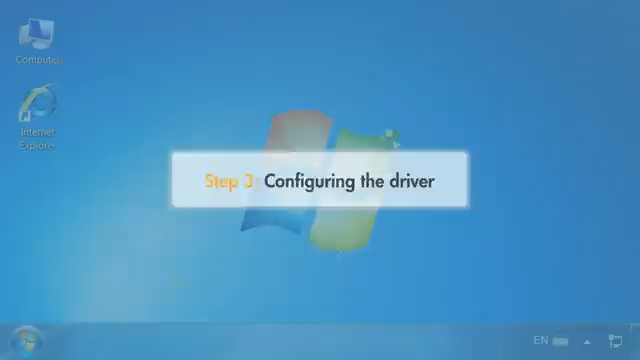 Computer
Internet
Explorer
Step 3: Configuring the driver
EN